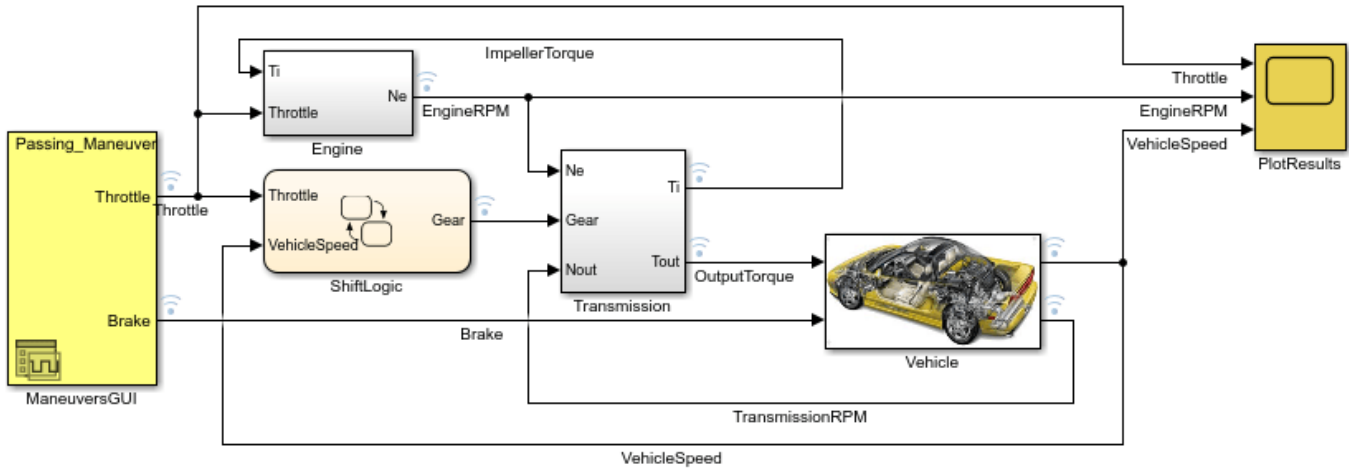 ImpellerTorque
Ti
Throttle
Ne
EngineRPM
Engine
Throttle
EngineRPM
VehicleSpeed
PlotResults
Passing_Maneuver
Throttle
Throttle
Brake
ManeuversGUI
Throttle
VehicleSpeed
Gear
ShiftLogic
Ne
Gear
Nout
Ti
Tout
Transmission
OutputTorque
Brake
Vehicle
TransmissionRPM
VehicleSpeed